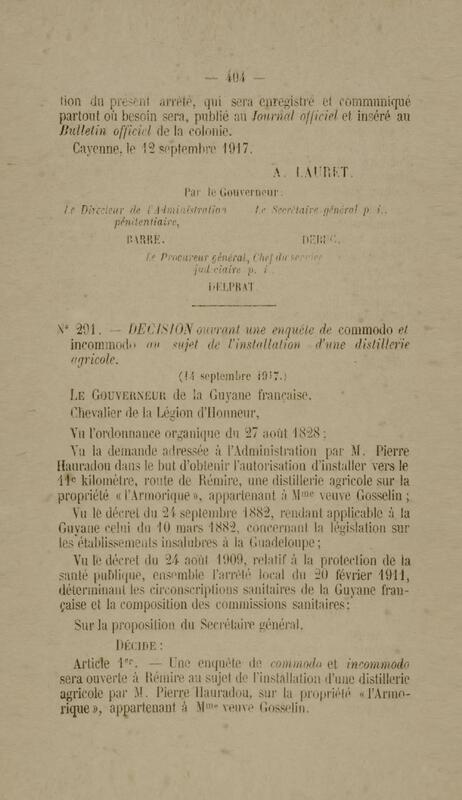 — 404 —
tion du présent arrêté, qui sera enregistré et communiqué
partout où besoin sera, publié au Journal officiel et inséré au
Bulletin officiel de la colonie.
Cayenne, le 12 septembre 1917.
A. LAURET.
Par le Gouverneur:
Le Directeur de l'Administration Le Secrétaire général p. i.,
pénitentiaire,
BARRE. DEBUC.
Le Procureur général, Chef du service
judiciaire p. i.,
DELPRAT
N° 291. — DÉCISION ouvrant une enquête de commodo et
incommodo au sujet de l'installation d'une distillerie
agricole.
(14 septembre 1917.)
LE GOUVERNEUR de la Guyane française,
Chevalier de la Légion d'Honneur,
Vu l'ordonnance organique du 27 août 1828;
Vu la demande adressée à l'Administration par M. Pierre
Hauradou dans le but d'obtenir l'autorisation d'installer vers le
11e kilomètre, route de Rémire, une distillerie agricole sur la
propriété « l'Armorique », appartenant à Mme veuve Gosselin;
Vu le décret du 24 septembre 1882, rendant applicable à la
Guyane celui du 10 mars 1882, concernant la législation sur
les établissements insalubres à la Guadeloupe;
Vu le décret du 24 août 1909, relatif à la protection de la
santé publique, ensemble l'arrêté local du 20 février 1911,
déterminant les circonscriptions sanitaires de la Guyane fran-
çaise et la composition des commissions sanitaires;
Sur la proposition du Secrétaire général,
DÉCIDE:
Article 1er. — Une enquête de commodo et incommodo
sera ouverte à Rémire au sujet de l'installation d'une distillerie
agricole par M. Pierre Hauradou, sur la propriété « l'Armo-
rique », appartenant à Mme veuve Gosselin.